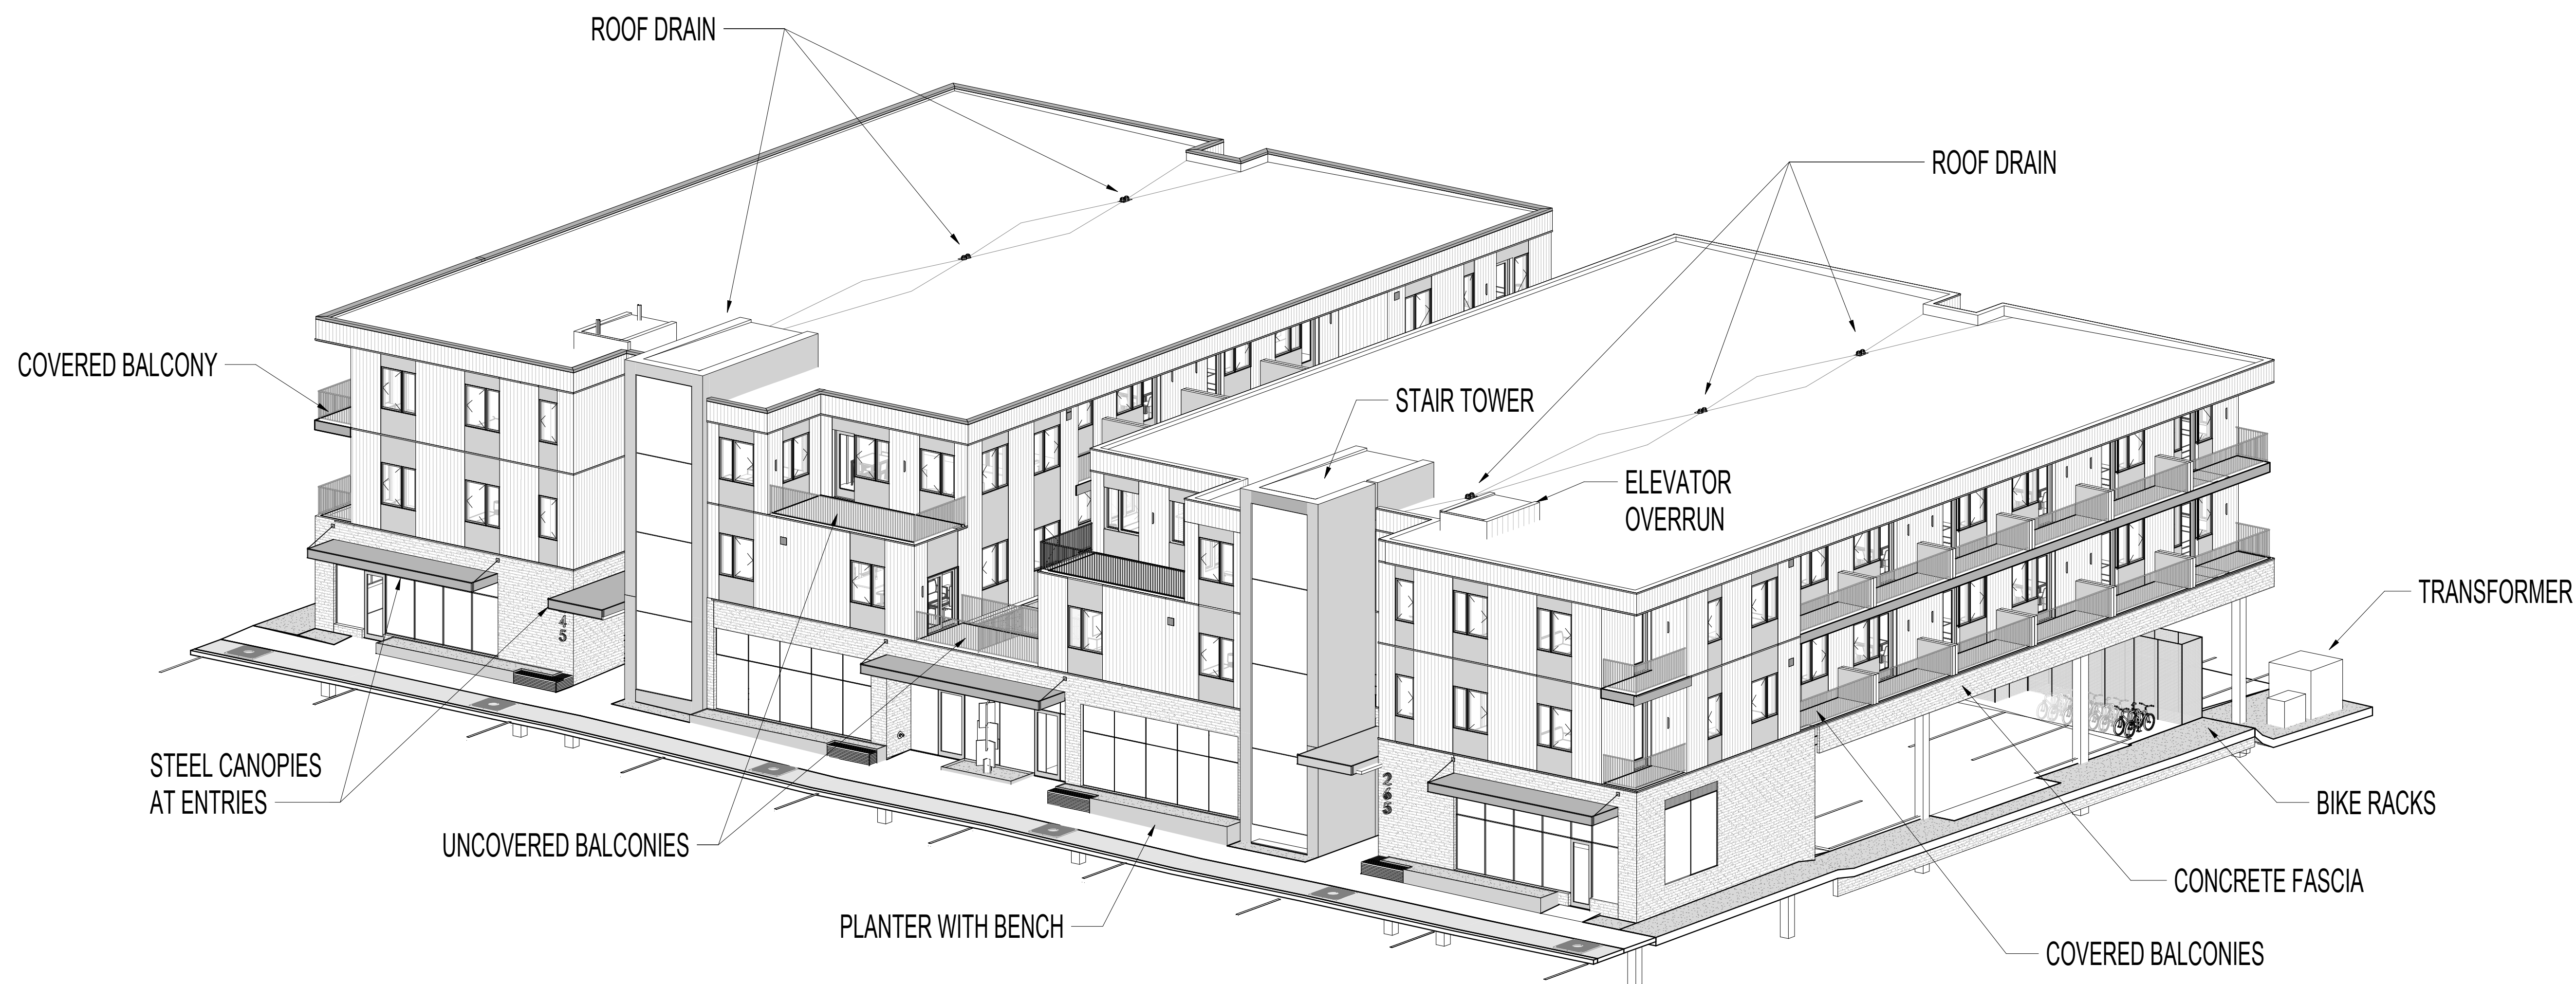 ROOF DRAIN
ROOF DRAIN
COVERED BALCONY
STAIR TOWER
ELEVATOR
OVERRUN
TRANSFORMER
45
265
STEEL CANOPIES
AT ENTRIES
UNCOVERED BALCONIES
BIKE RACKS
CONCRETE FASCIA
PLANTER WITH BENCH
COVERED BALCONIES